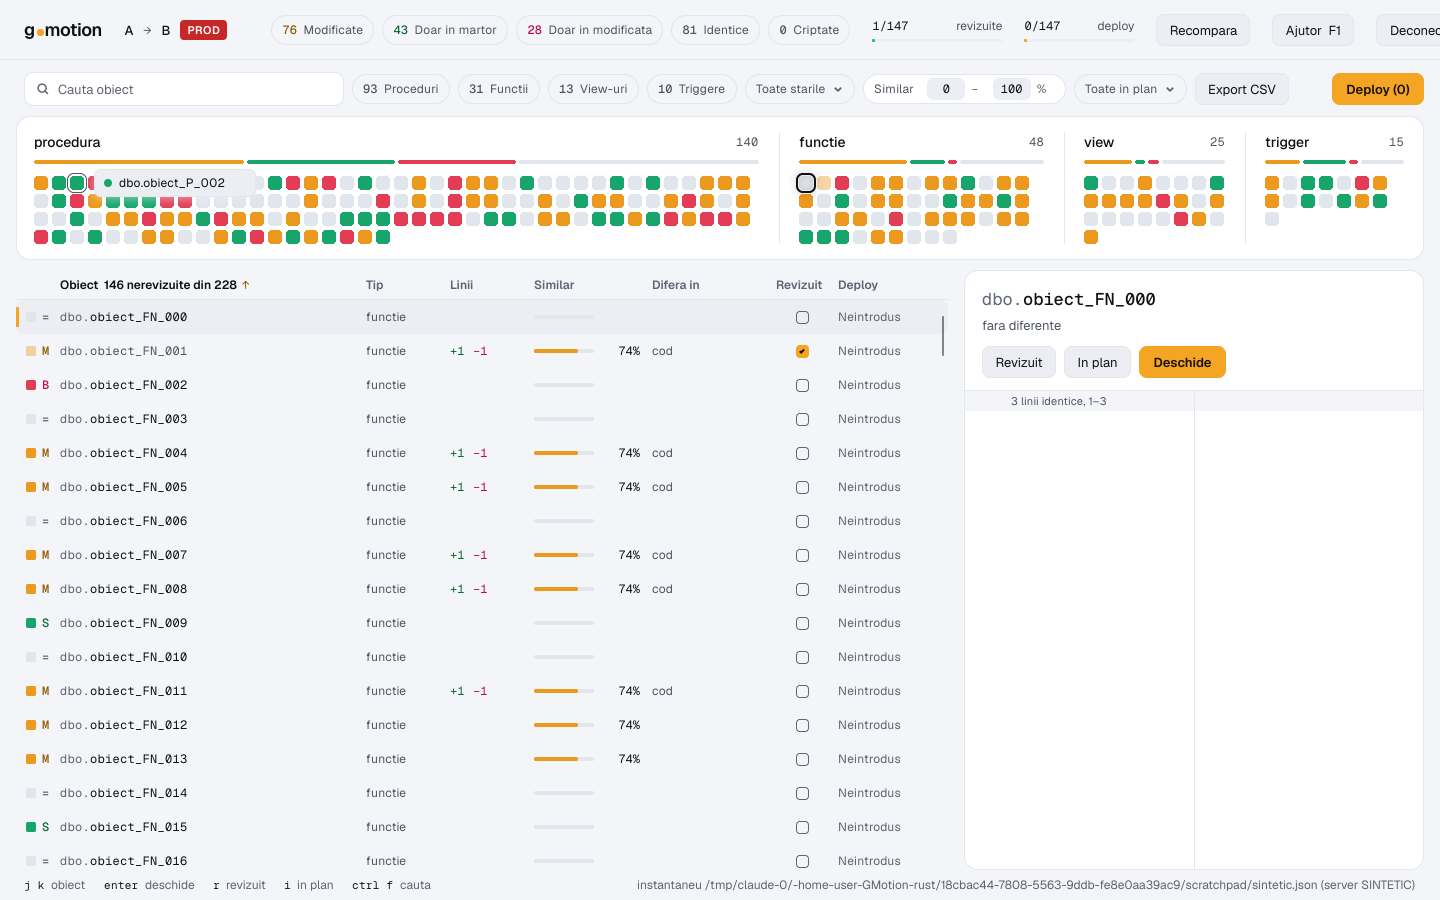 g.motion A → B PROD 76 Modificate 43 Doar in martor 28 Doar in modificata 81 Identice 0 Criptate 1/147 revizuite 0/147 deploy Recompara Ajutor F1 Deconec
Cauta obiect 93 Proceduri 31 Functii 13 View-uri 10 Triggere Toate starile Similar 0 - 100 % Toate in plan Export CSV Deploy (0)
procedura 140 functie 48 view 25 trigger 15
dbo.obiect_P_002
Obiect 146 nerevizuite din 228 ↑ Tip Linii Similar Difera in Revizuit Deploy
= dbo.obiect_FN_000 functie Neintrodus
M dbo.obiect_FN_001 functie +1 −1 74% cod Neintrodus
B dbo.obiect_FN_002 functie Neintrodus
= dbo.obiect_FN_003 functie Neintrodus
M dbo.obiect_FN_004 functie +1 −1 74% cod Neintrodus
M dbo.obiect_FN_005 functie +1 −1 74% cod Neintrodus
= dbo.obiect_FN_006 functie Neintrodus
M dbo.obiect_FN_007 functie +1 −1 74% cod Neintrodus
M dbo.obiect_FN_008 functie +1 −1 74% cod Neintrodus
S dbo.obiect_FN_009 functie Neintrodus
= dbo.obiect_FN_010 functie Neintrodus
M dbo.obiect_FN_011 functie +1 −1 74% cod Neintrodus
M dbo.obiect_FN_012 functie 74% Neintrodus
M dbo.obiect_FN_013 functie 74% Neintrodus
= dbo.obiect_FN_014 functie Neintrodus
S dbo.obiect_FN_015 functie Neintrodus
= dbo.obiect_FN_016 functie Neintrodus
dbo.obiect_FN_000
fara diferente
Revizuit In plan Deschide
3 linii identice, 1–3
j k obiect enter deschide r revizuit i in plan ctrl f cauta
instantaneu /tmp/claude-0/-home-user-GMotion-rust/18cbac44-7808-5563-9ddb-fe8e0aa39ac9/scratchpad/sintetic.json (server SINTETIC)